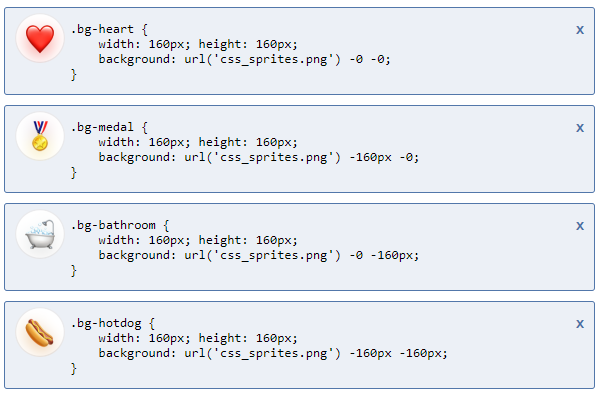 .bg-heart {
    width: 160px; height: 160px;
    background: url('css_sprites.png') -0 -0;
}
x
.bg-medal {
    width: 160px; height: 160px;
    background: url('css_sprites.png') -160px -0;
}
x
.bg-bathroom {
    width: 160px; height: 160px;
    background: url('css_sprites.png') -0 -160px;
}
x
.bg-hotdog {
    width: 160px; height: 160px;
    background: url('css_sprites.png') -160px -160px;
}
x